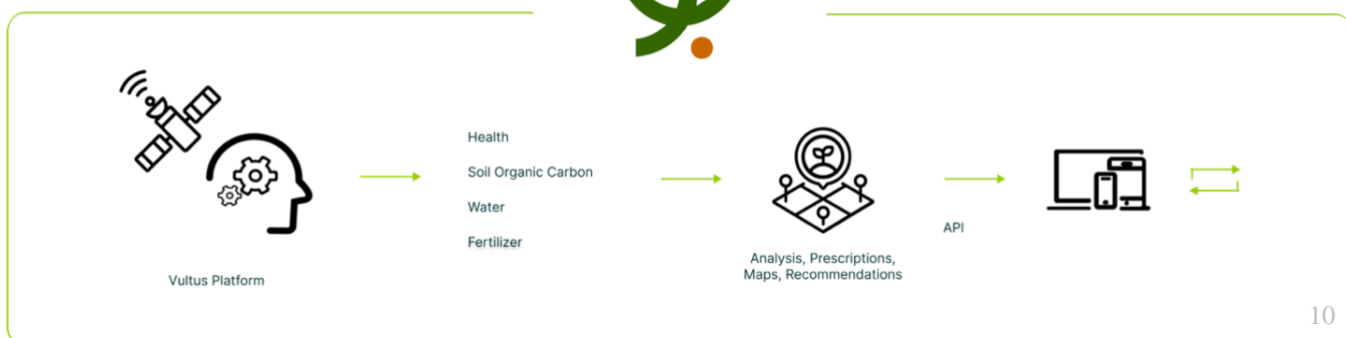 Health
Soil Organic Carbon
Water
Fertilizer
API
Analysis, Prescriptions,
Maps, Recommendations
Vultus Platform
10